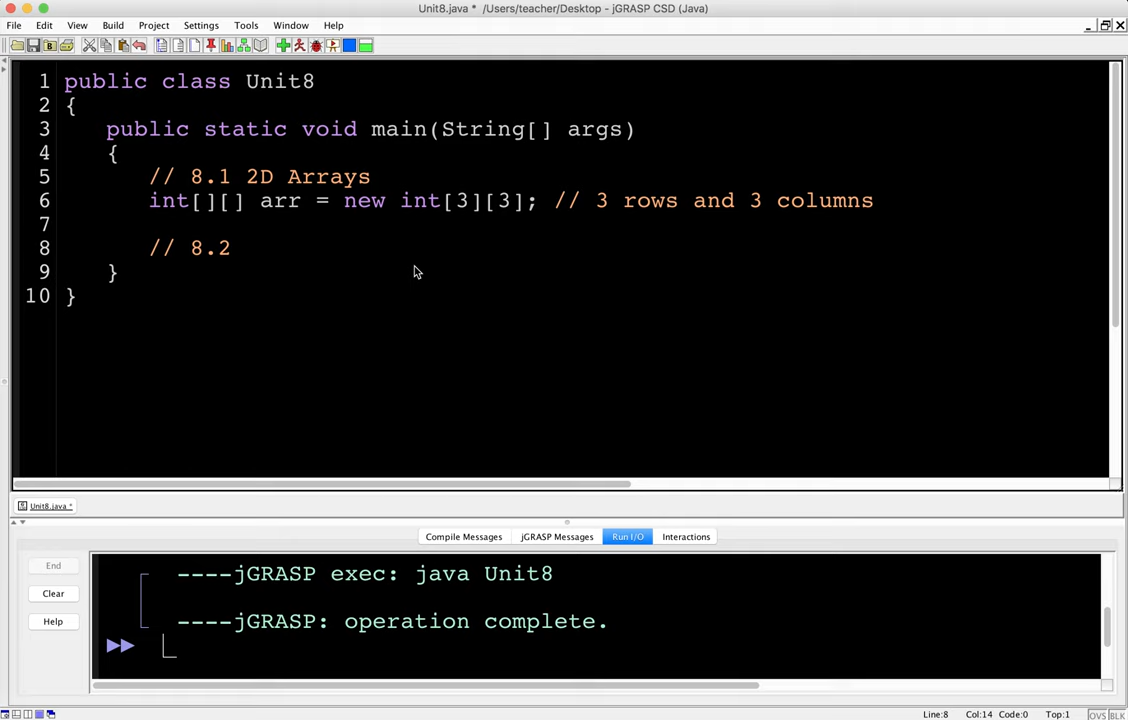 Unit8.java * /Users/teacher/Desktop - jGRASP CSD (Java)
File Edit View Build Project Settings Tools Window Help
1 public class Unit8
2 {
3 public static void main(String[] args)
4 {
5 // 8.1 2D Arrays
6 int[][] arr = new int[3][3]; // 3 rows and 3 columns
7
8 // 8.2
9 }
10 }
Unit8.java *
Compile Messages jGRASP Messages Run I/O Interactions
End
Clear
Help
----jGRASP exec: java Unit8
----jGRASP: operation complete.
Line:8 Col:14 Code:0 Top:1 OVS BLK